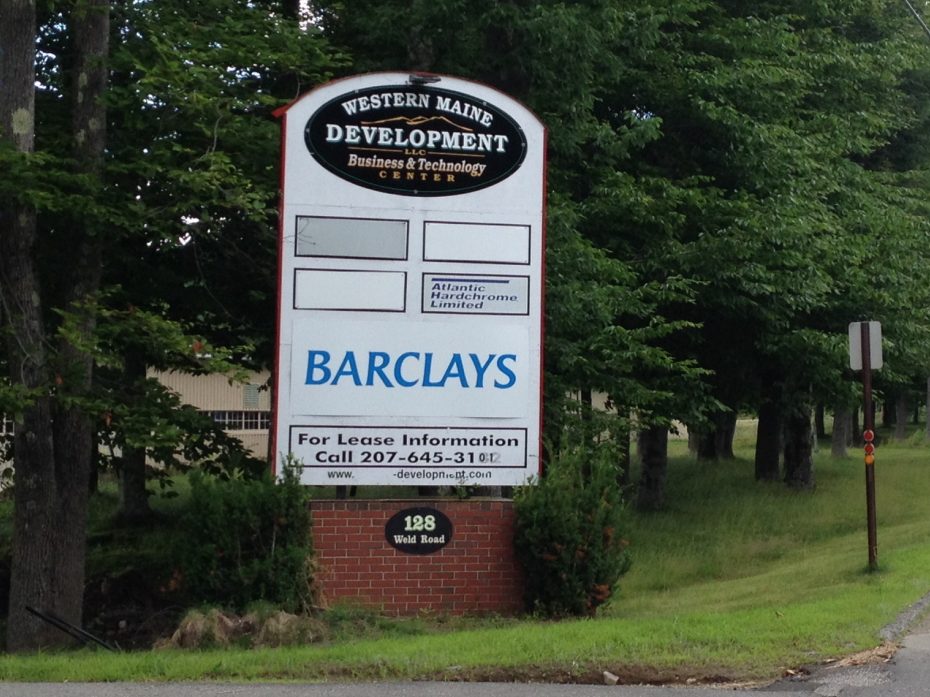 WESTERN MAINE
DEVELOPMENT
LLC
Business & Technology
CENTER
Atlantic
Hardchrome
Limited
BARCLAYS
For Lease Information
Call
www. -development.com
128
Weld Road